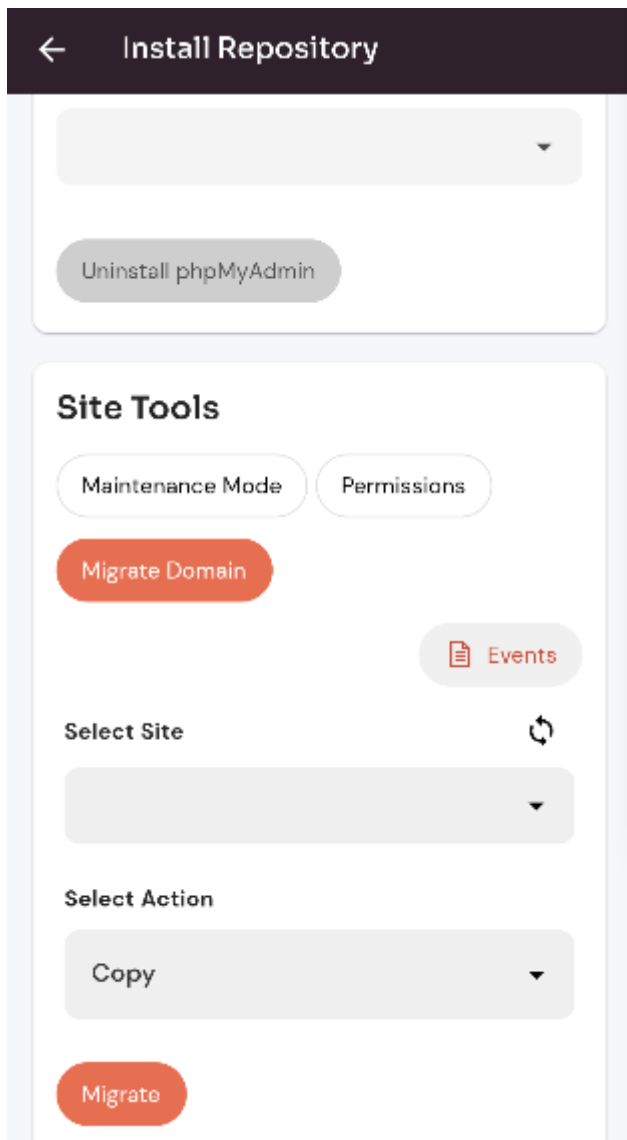 Install Repository
Uninstall phpMyAdmin
Site Tools
Maintenance Mode Permissions
Migrate Domain
Events
Select Site
Select Action
Copy
Migrate